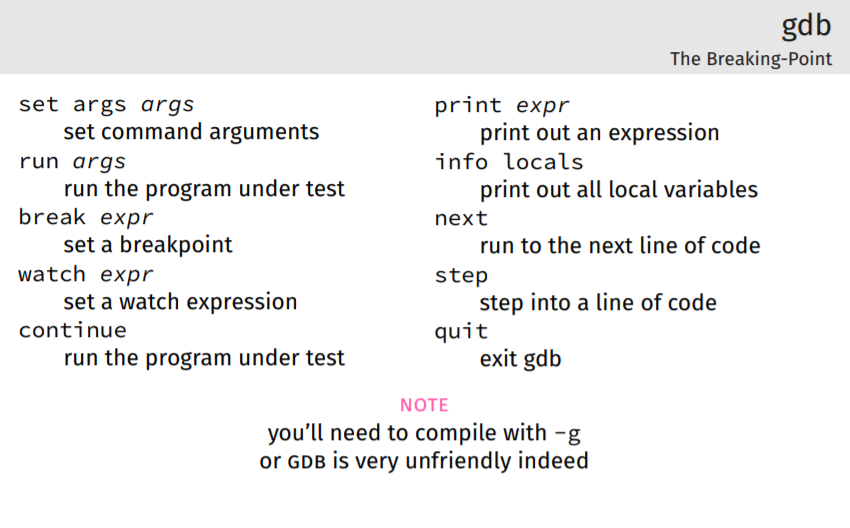 gdb
The Breaking-Point
set args args
set command arguments
run args
run the program under test
break expr
set a breakpoint
watch expr
set a watch expression
continue
run the program under test
print expr
print out an expression
info locals
print out all local variables
next
run to the next line of code
step
step into a line of code
quit
exit gdb
NOTE
you’ll need to compile with -g
or GDB is very unfriendly indeed